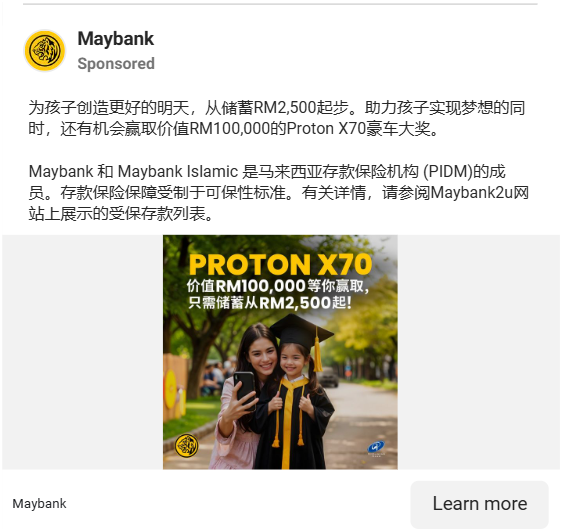 Maybank
Sponsored
为孩子创造更好的明天，从储蓄RM2,500起步。助力孩子实现梦想的同
时，还有机会赢取价值RM100,000的Proton X70豪车大奖。
Maybank 和 Maybank Islamic 是马来西亚存款保险机构 (PIDM)的成
员。存款保险保障受制于可保性标准。有关详情，请参阅Maybank2u网
站上展示的受保存款列表。
PROTON X70
价值RM100,000等你赢取，
只需储蓄从RM2,500起！
Maybank
Learn more